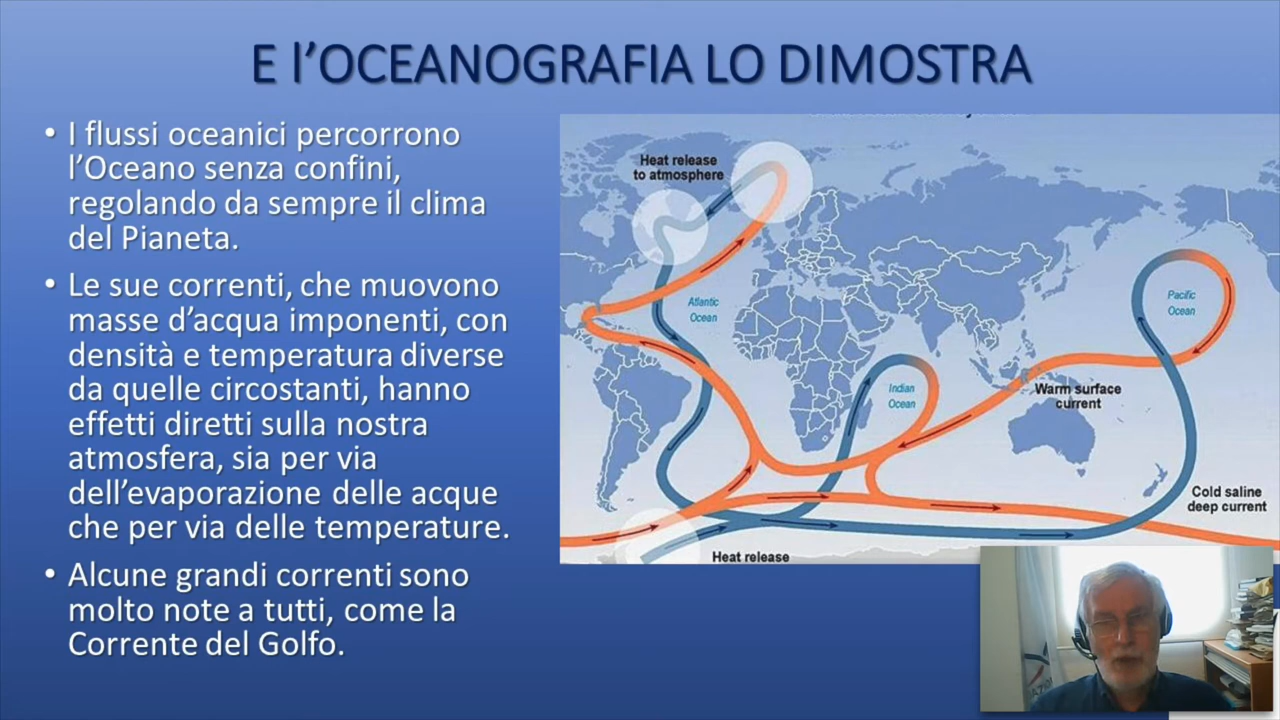 E l’OCEANOGRAFIA LO DIMOSTRA
• I flussi oceanici percorrono
l’Oceano senza confini,
regolando da sempre il clima
del Pianeta.
• Le sue correnti, che muovono
masse d’acqua imponenti, con
densità e temperatura diverse
da quelle circostanti, hanno
effetti diretti sulla nostra
atmosfera, sia per via
dell’evaporazione delle acque
che per via delle temperature.
• Alcune grandi correnti sono
molto note a tutti, come la
Corrente del Golfo.
Heat release
to atmosphere
Atlantic
Ocean
Pacific
Ocean
Indian
Ocean
Warm surface
current
Cold saline
deep current
Heat release